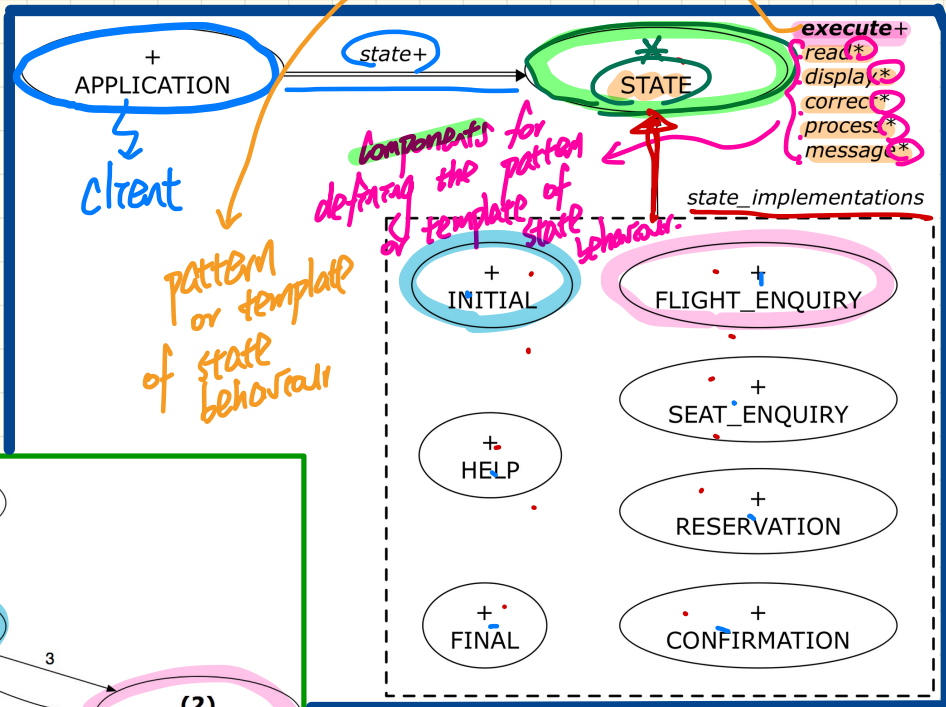 +
APPLICATION
state+
*
STATE
execute+
read*
display*
correct*
process*
message*
client
components for
defining the pattern
or template of
state
behaviour.
state_implementations
pattern
or template
of state
behaviour
+
INITIAL
+
FLIGHT_ENQUIRY
+
SEAT_ENQUIRY
+
HELP
+
RESERVATION
+
FINAL
+
CONFIRMATION
3
(2)